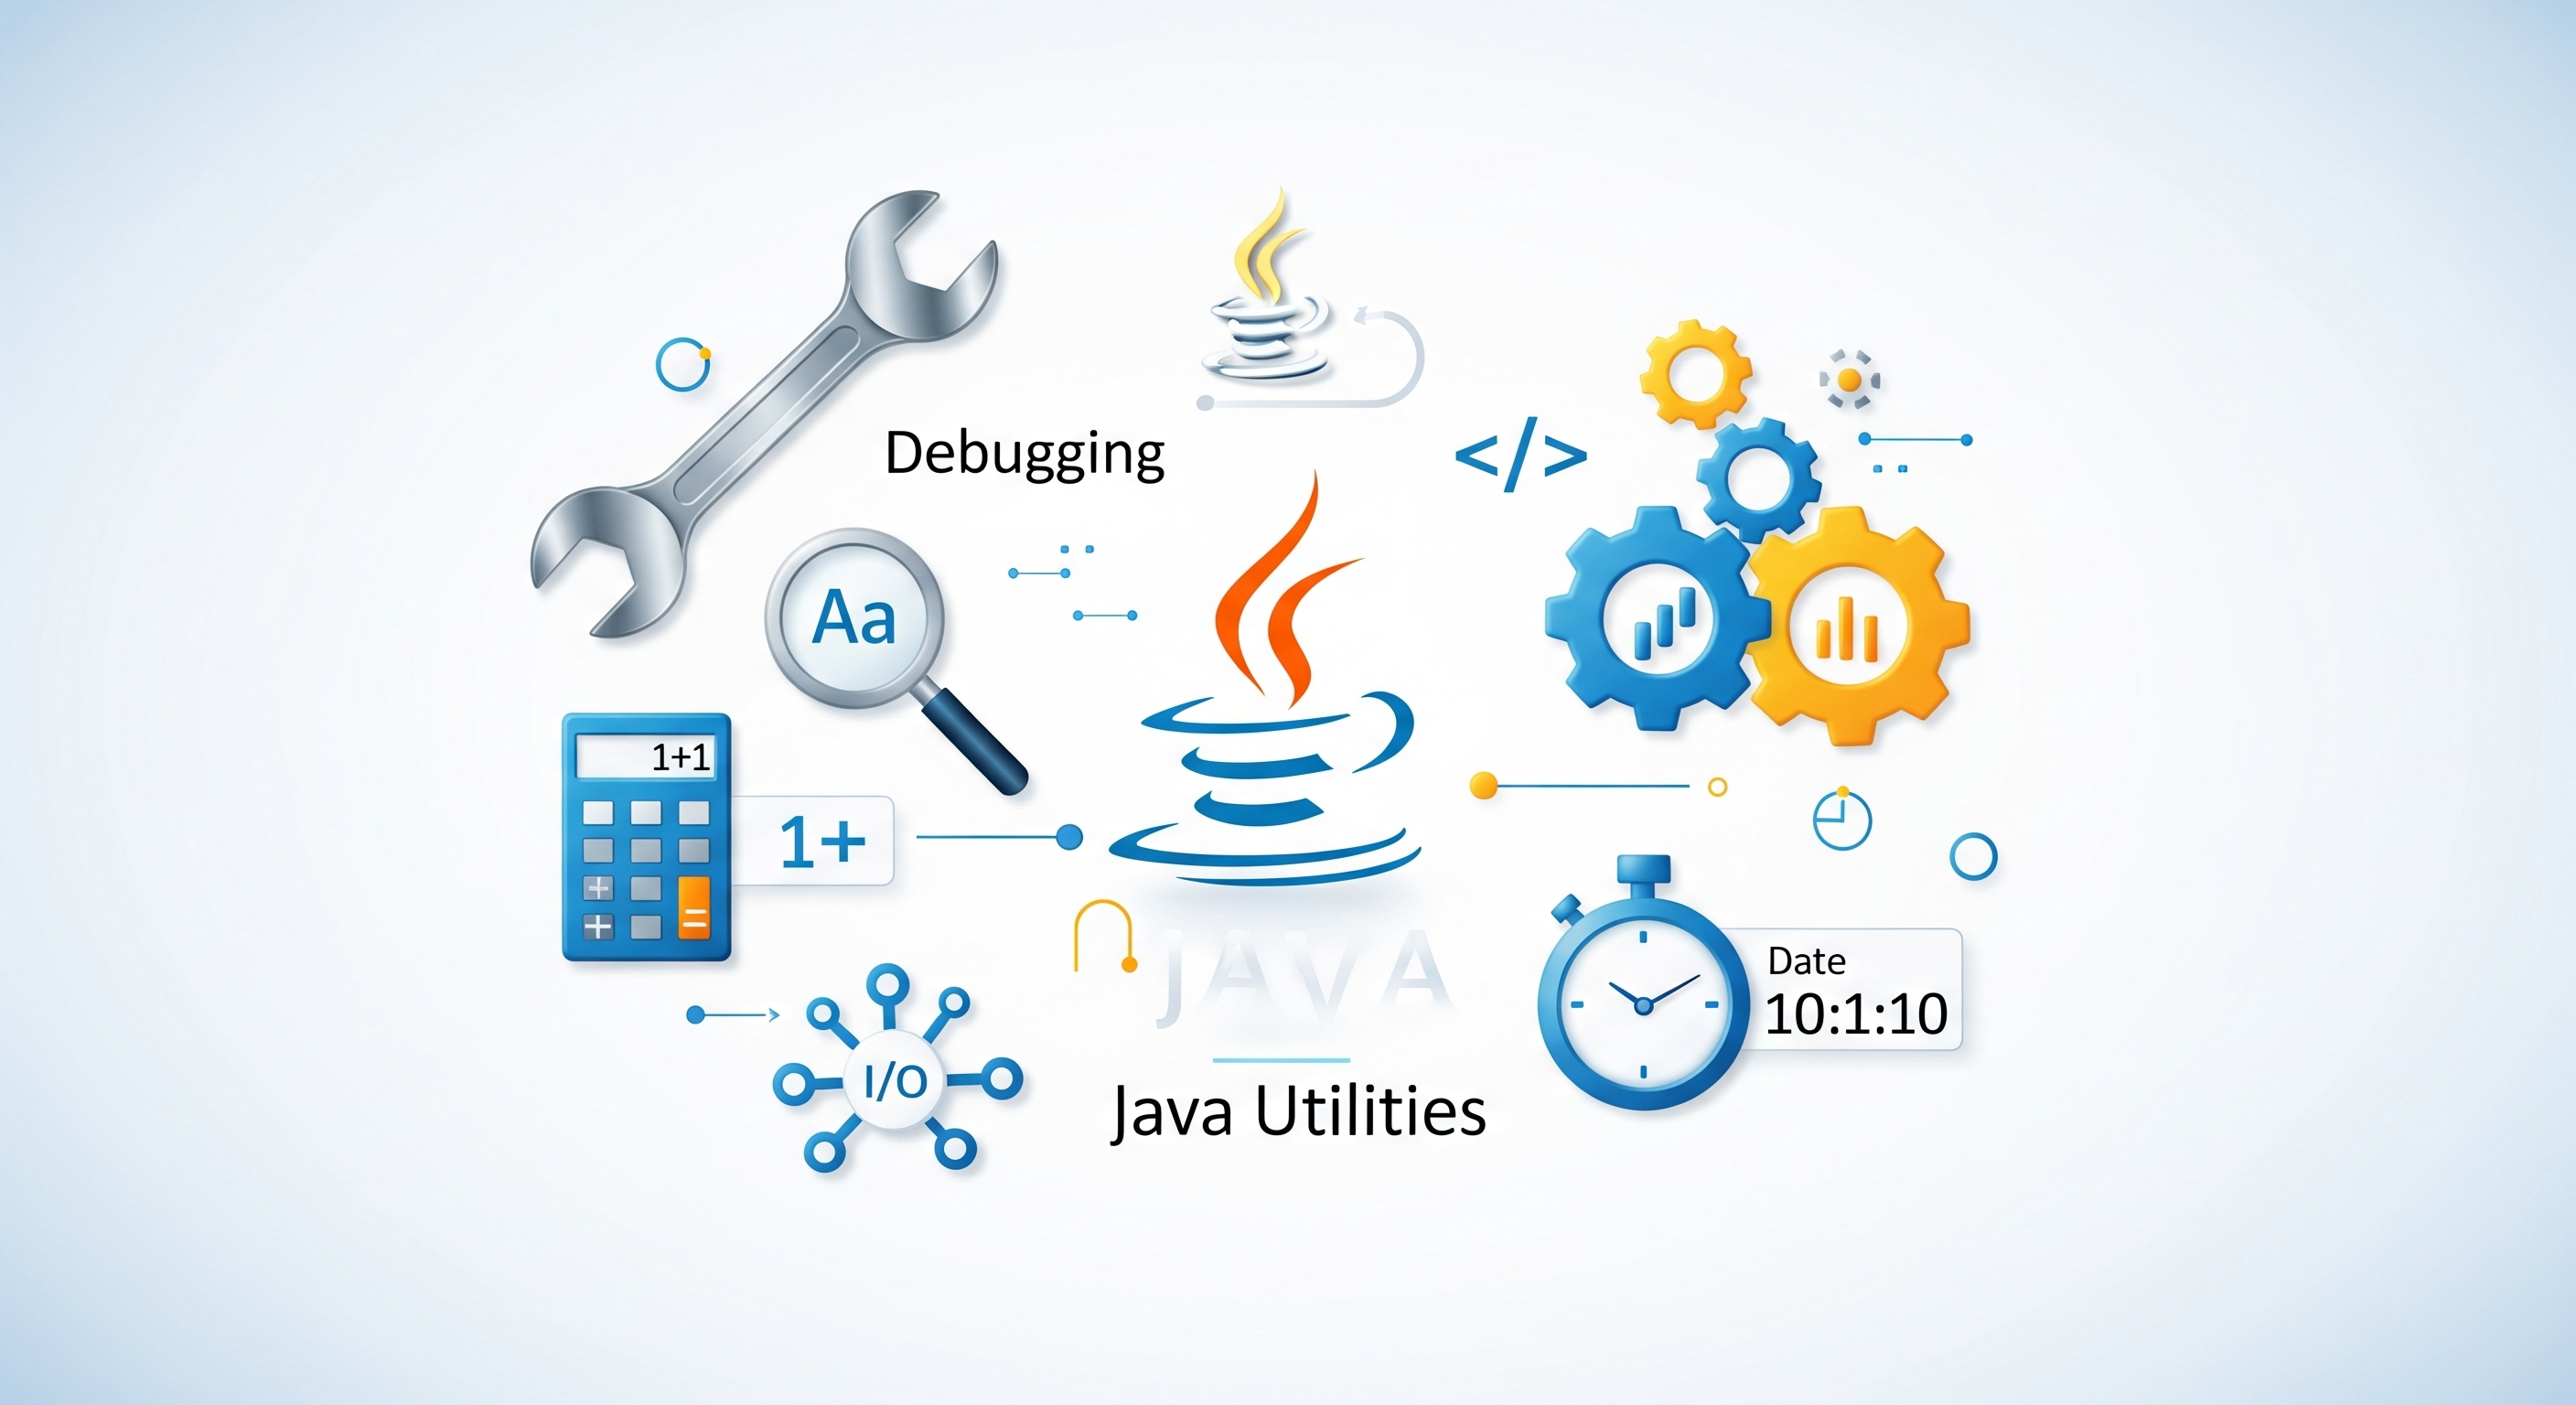 Debugging
</>
Aa
1+1
1+
JAVA
Date
10:1:10
I/O
Java Utilities